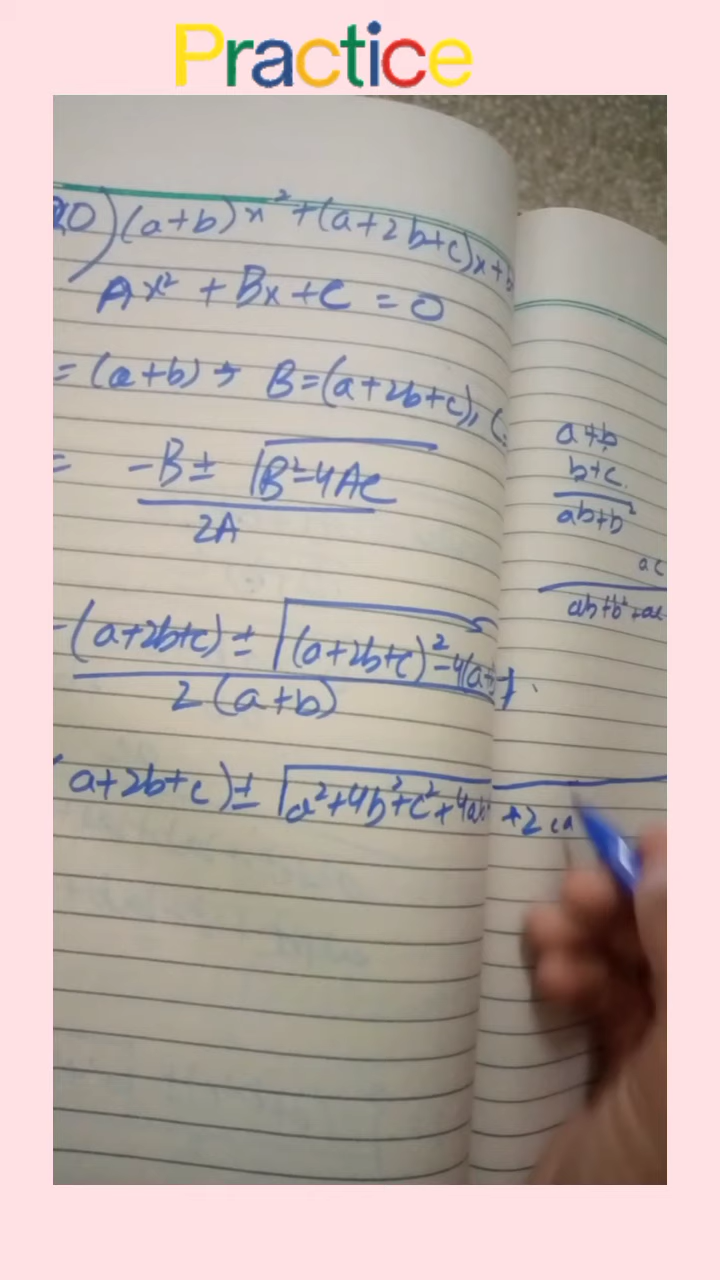 Practice
20) (a+b)x²+(a+2b+c)x+b
Ax²+Bx+C=0
=(a+b) → B=(a+2b+c), C=
= -B±√B²-4AC
2A
-(a+2b+c)±√(a+2b+c)²-4(a+b)
2(a+b)
(a+2b+c)±√a²+4b²+c²+4ab+2ca
a+b
b+c
ab+b²
ac
ab+b²+ac